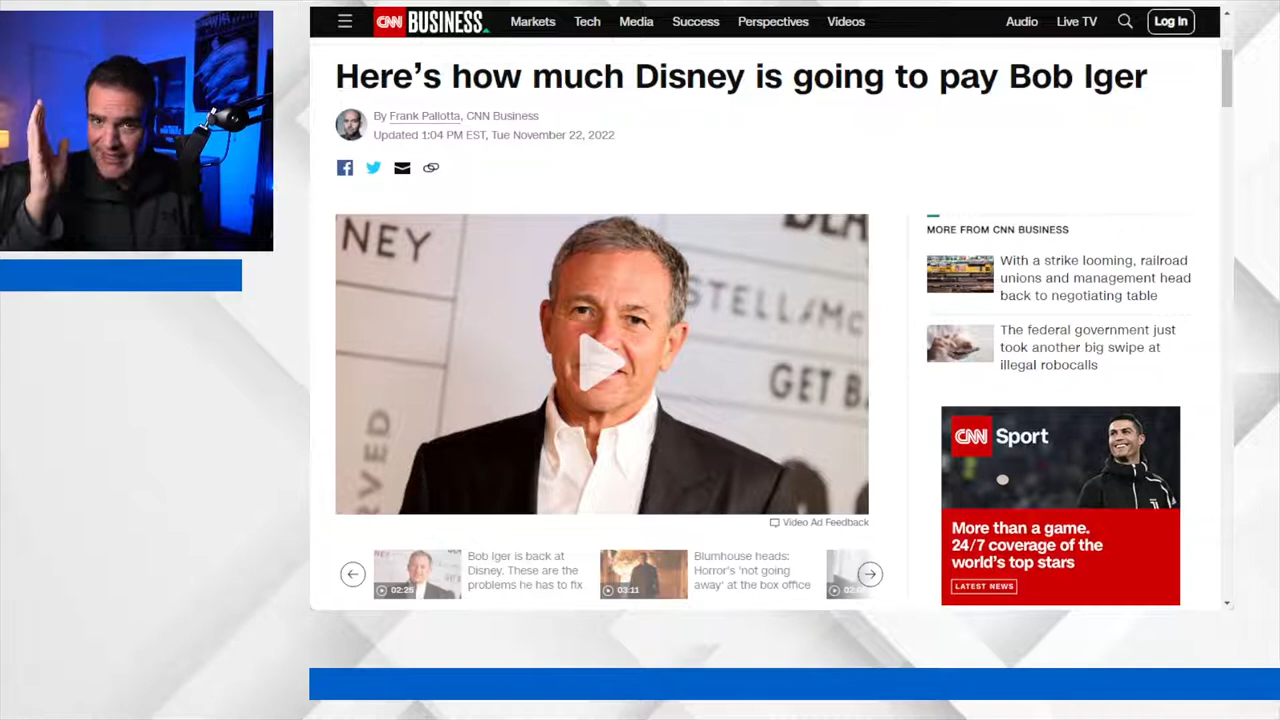 CNN BUSINESS
Markets Tech Media Success Perspectives Videos
Audio Live TV Log In
Here's how much Disney is going to pay Bob Iger
By Frank Pallotta, CNN Business
Updated 1:04 PM EST, Tue November 22, 2022
NEY
STELL
GET BA
RVED
Video Ad Feedback
02:25
Bob Iger is back at
Disney. These are the
problems he has to fix
03:11
Blumhouse heads:
Horror's 'not going
away' at the box office
MORE FROM CNN BUSINESS
With a strike looming, railroad
unions and management head
back to negotiating table
The federal government just
took another big swipe at
illegal robocalls
CNN Sport
More than a game.
24/7 coverage of the
world's top stars
LATEST NEWS